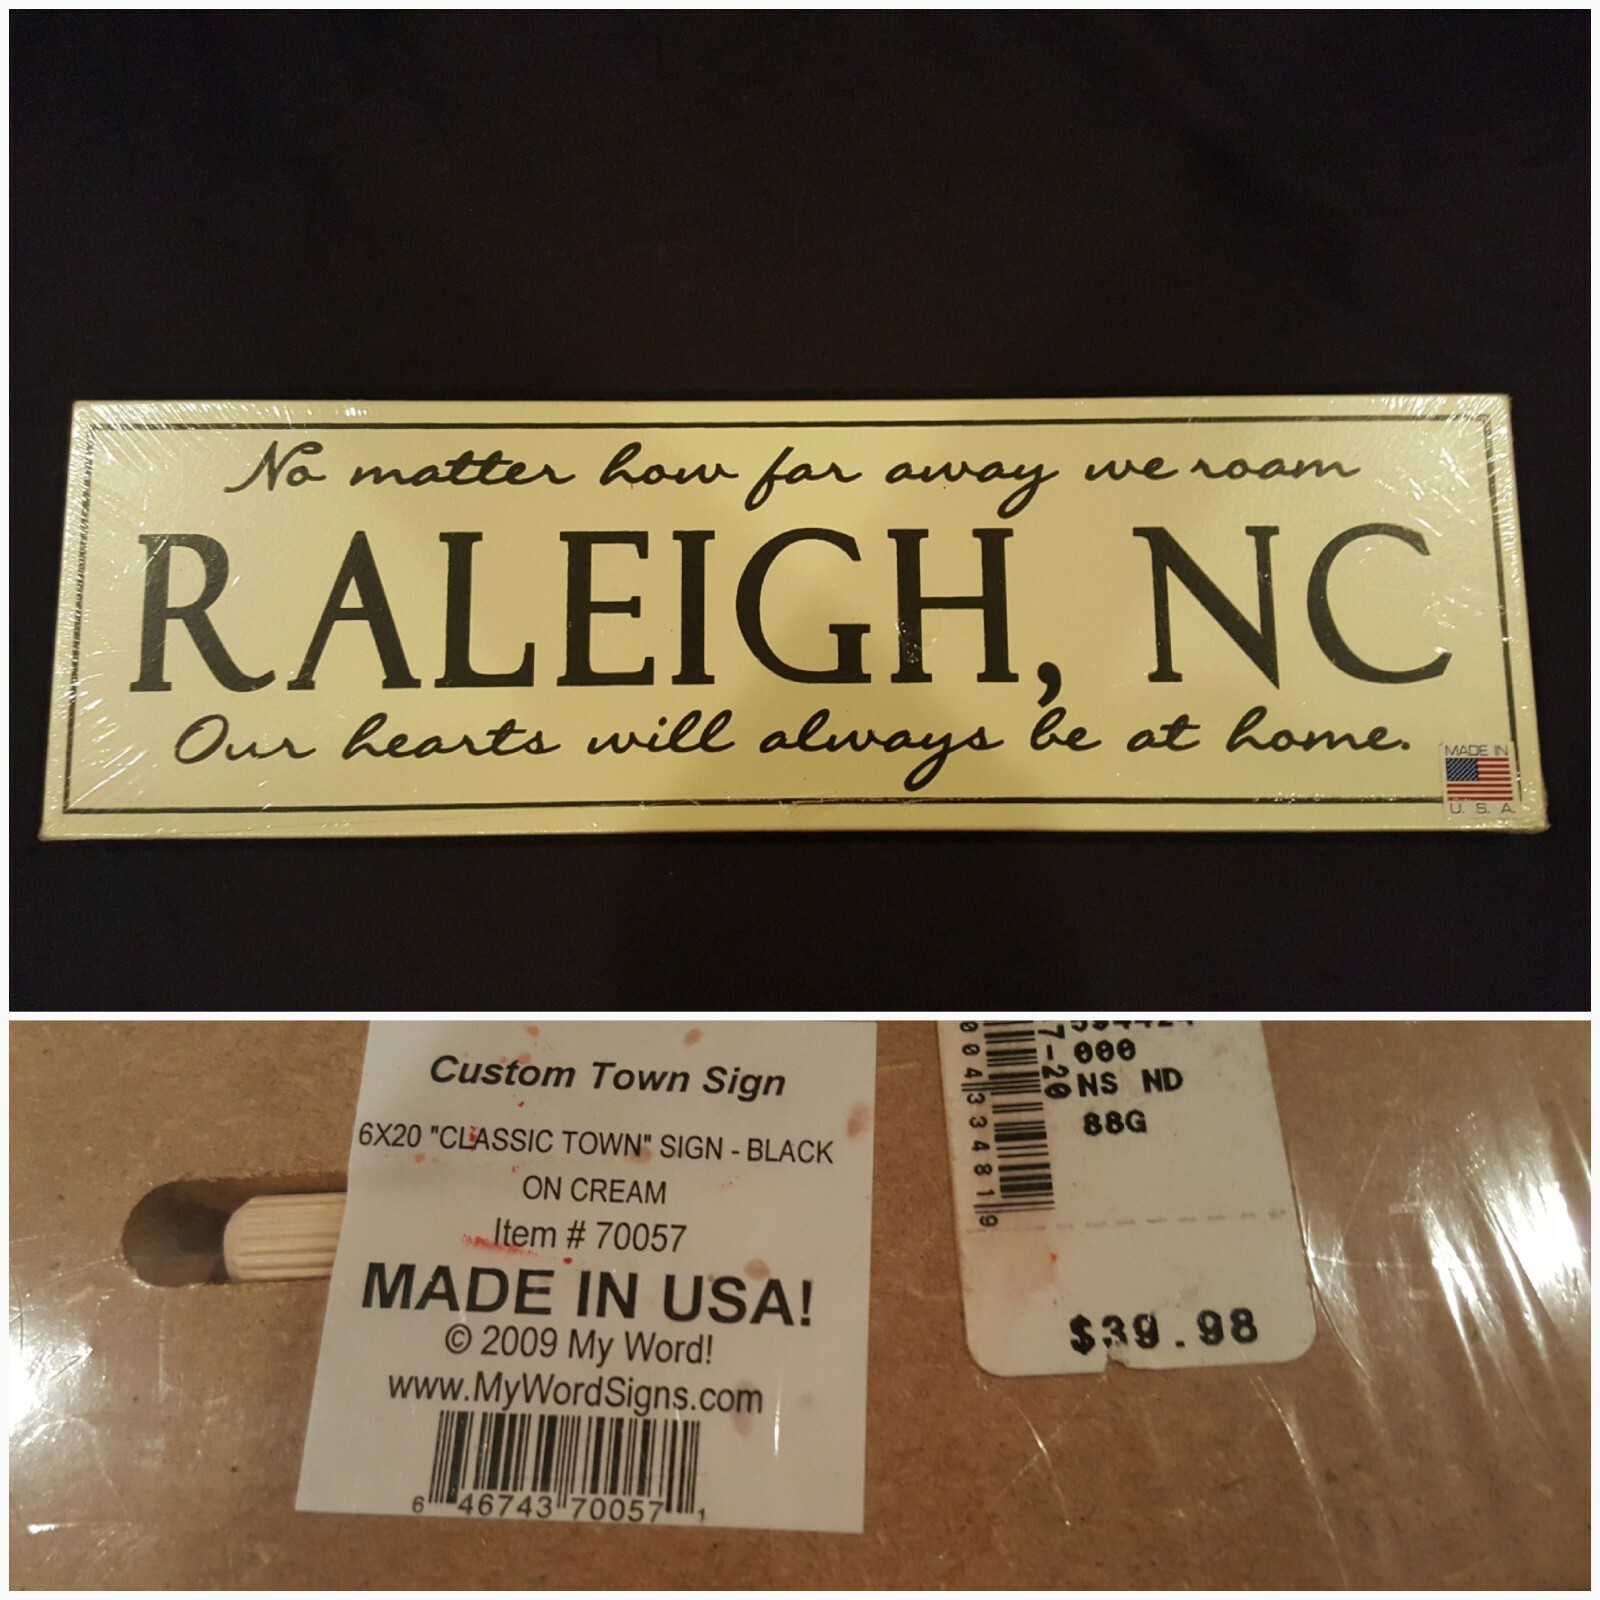 No matter how far away we roam
RALEIGH, NC
Our hearts will always be at home.
MADE IN
U. S. A.
Custom Town Sign
6X20 "CLASSIC TOWN" SIGN - BLACK
ON CREAM
Item # 70057
MADE IN USA!
© 2009 My Word!
www.MyWordSigns.com
6 46743 70057 1
7-20
000
NS ND
88G
$39.98